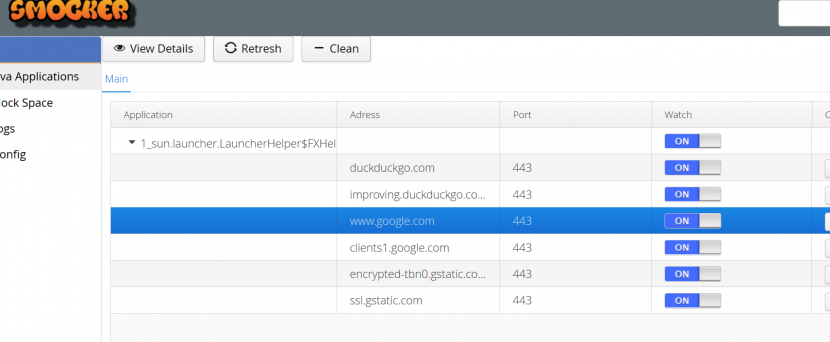 SMOCKER
View Details Refresh Clean
va Applications
Main
lock Space
ogs
onfig
Application Adress Port Watch
1_sun.launcher.LauncherHelper$FXHel ON
duckduckgo.com 443 ON
improving.duckduckgo.co... 443 ON
www.google.com 443 ON
clients1.google.com 443 ON
encrypted-tbn0.gstatic.co... 443 ON
ssl.gstatic.com 443 ON